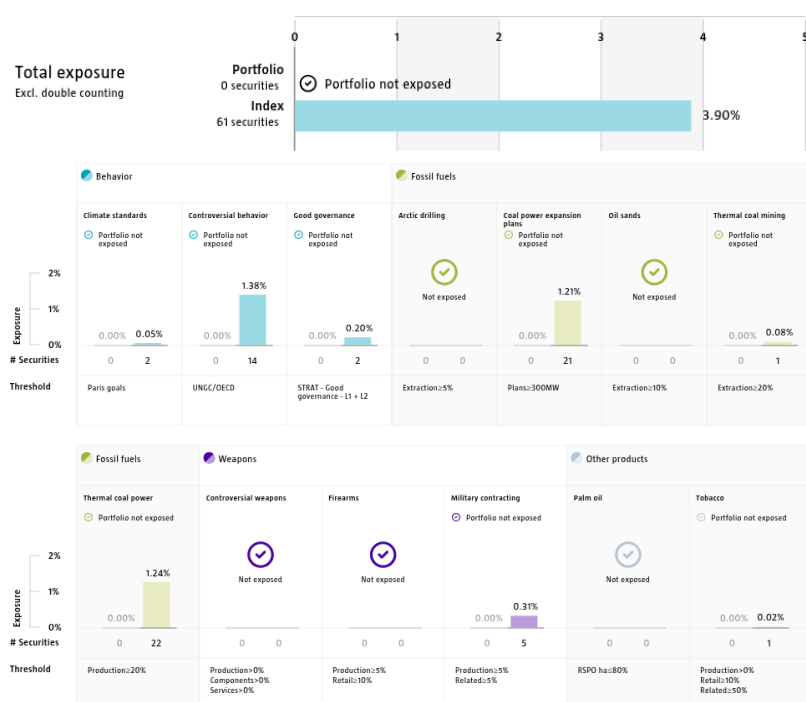 0 1 2 3 4 5
Total exposure
Excl. double counting
Portfolio
0 securities
Portfolio not exposed
Index
61 securities
3.90%
Behavior
Fossil fuels
Climate standards
Controversial behavior
Good governance
Arctic drilling
Coal power expansion
plans
Oil sands
Thermal coal mining
Portfolio not
exposed
Portfolio not
exposed
Portfolio not
exposed
Not exposed
Portfolio not
exposed
Not exposed
Portfolio not
exposed
Exposure
2%
1%
0%
0.00% 0.05%
0.00% 1.38%
0.00% 0.20%
0.00% 1.21%
0.00% 0.08%
# Securities 0 2 0 14 0 2 0 0 0 21 0 0 0 1
Threshold
Paris goals
UNGC/OECD
STRAT - Good
governance - L1 + L2
Extraction≥5%
Plans≥300MW
Extraction≥10%
Extraction≥20%
Fossil fuels
Weapons
Other products
Thermal coal power
Controversial weapons
Firearms
Military contracting
Palm oil
Tobacco
Portfolio not exposed
Not exposed
Not exposed
Portfolio not exposed
Not exposed
Portfolio not exposed
Exposure
2%
1%
0%
0.00% 1.24%
0.00% 0.31%
0.00% 0.02%
# Securities 0 22 0 0 0 0 0 5 0 0 0 1
Threshold
Production≥20%
Production>0%
Components>0%
Services>0%
Production≥5%
Retail≥10%
Production≥5%
Related≥5%
RSPO ha≤80%
Production>0%
Retail≥10%
Related≥50%